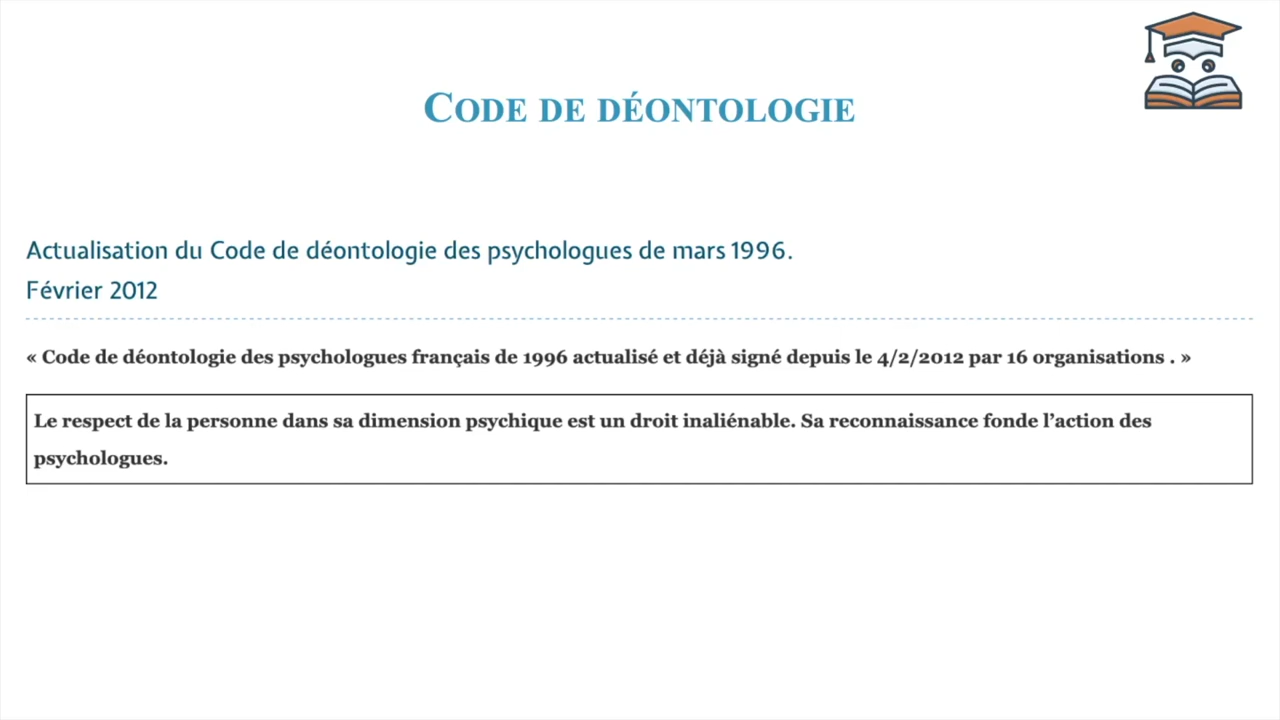 CODE DE DÉONTOLOGIE
Actualisation du Code de déontologie des psychologues de mars 1996.
Février 2012
« Code de déontologie des psychologues français de 1996 actualisé et déjà signé depuis le 4/2/2012 par 16 organisations . »
Le respect de la personne dans sa dimension psychique est un droit inaliénable. Sa reconnaissance fonde l’action des
psychologues.